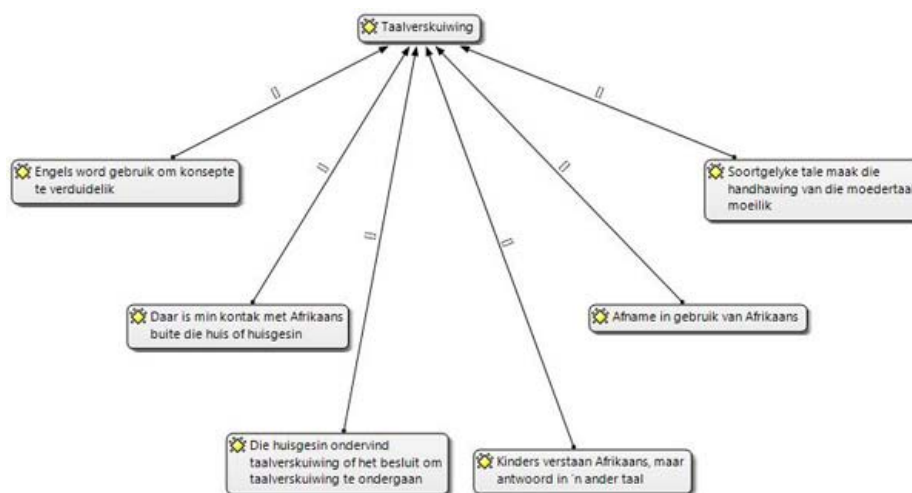 Taalverskuiwing
Engels word gebruik om konsepte
te verduidelik
Soortgelyke tale maak die
handhawing van die moedertaa
moeilik
Daar is min kontak met Afrikaans
buite die huis of huisgesin
Afname in gebruik van Afrikaans
Die huisgesin ondervind
taalverskuiwing of het besluit om
taalverskuiwing te ondergaan
Kinders verstaan Afrikaans, maar
antwoord in 'n ander taal